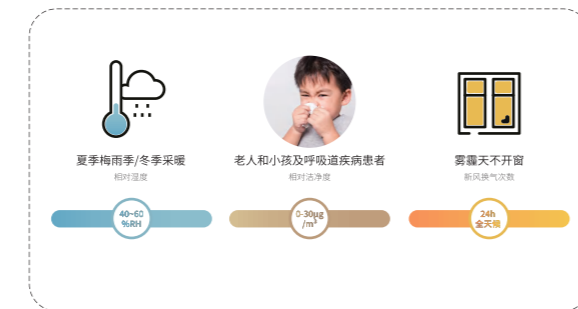 夏季梅雨季/冬季采暖
相对湿度
40~60
%RH
老人和小孩及呼吸道疾病患者
相对洁净度
0-30μg
/m³
雾霾天不开窗
新风换气次数
24h
全天候